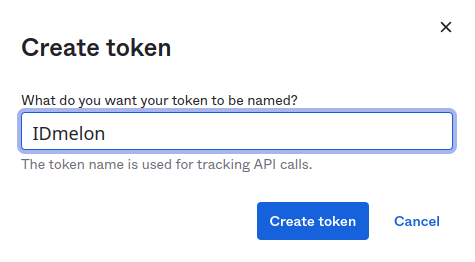 Create token
What do you want your token to be named?
IDmelon
The token name is used for tracking API calls.
Create token Cancel